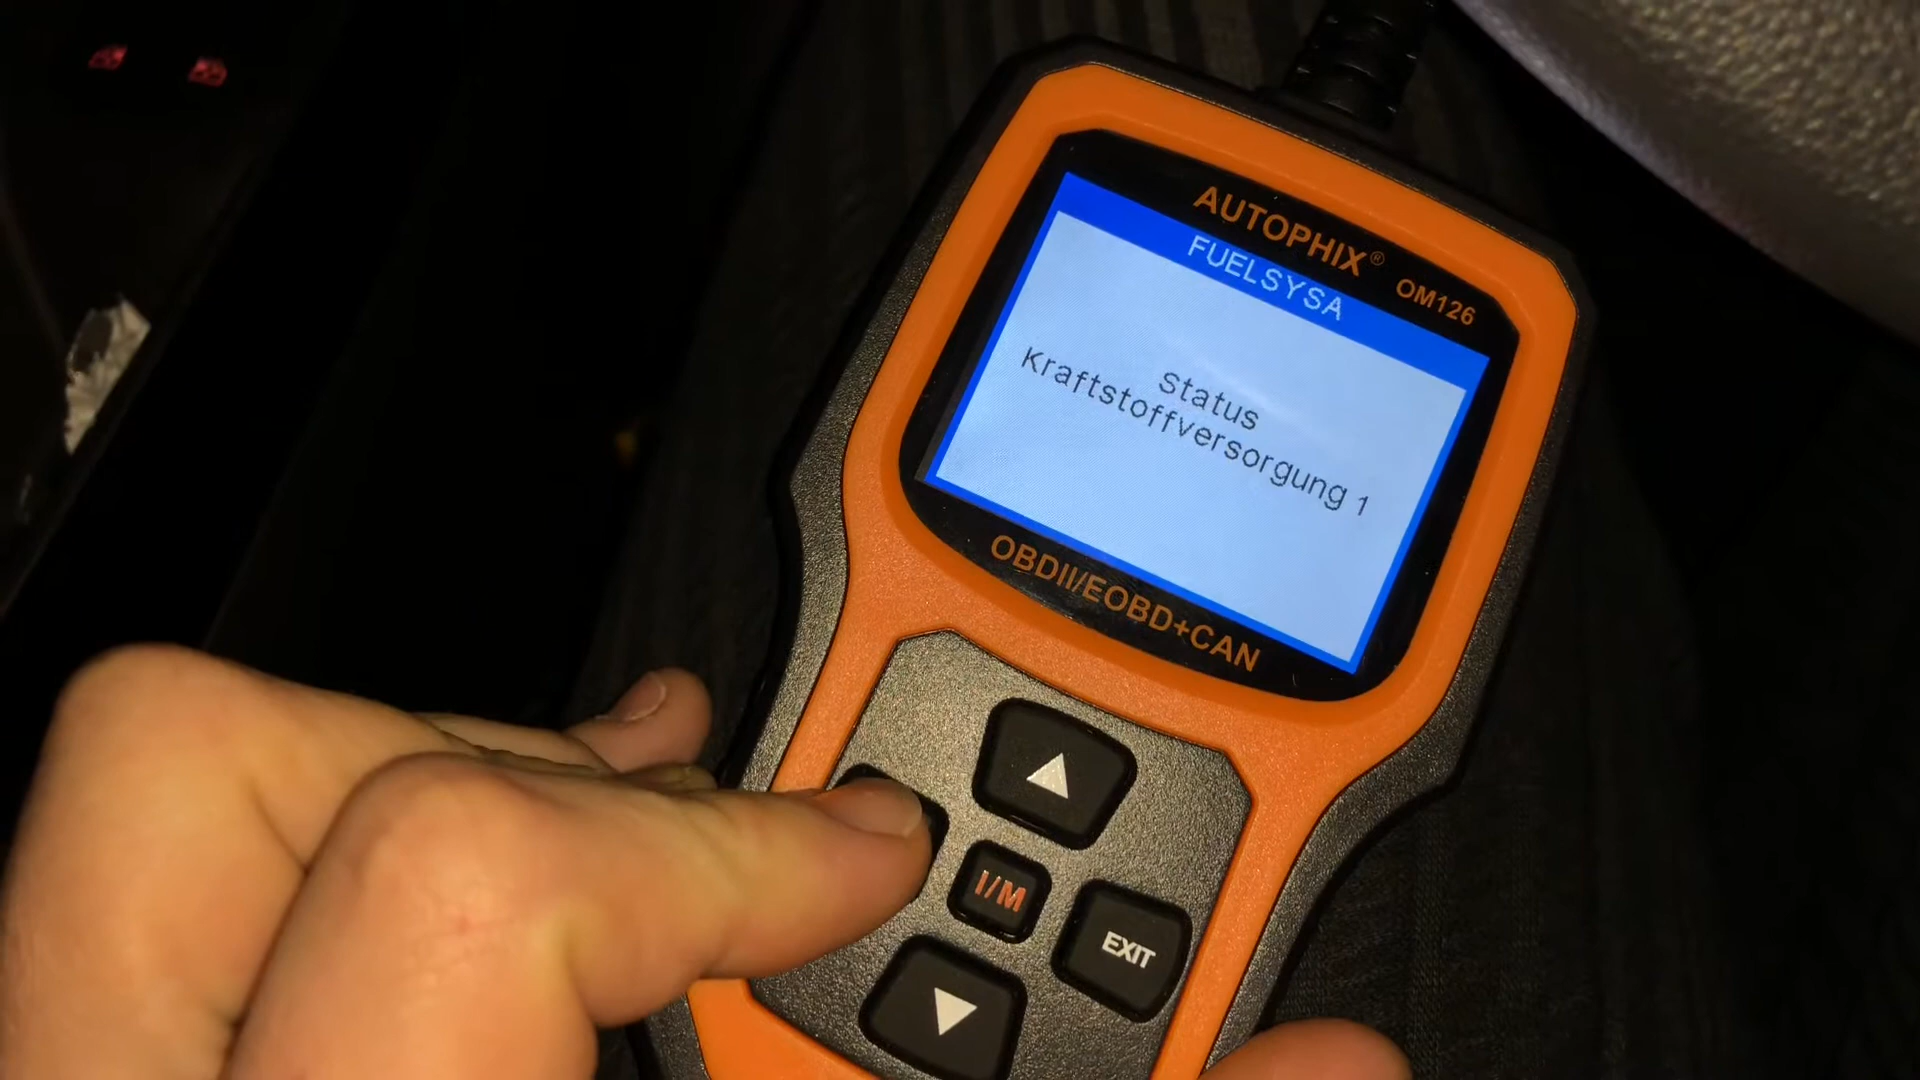 AUTOPHIX® OM126
FUELSYSA
Status
Kraftstoffversorgung 1
OBDII/EOBD+CAN
I/M
EXIT